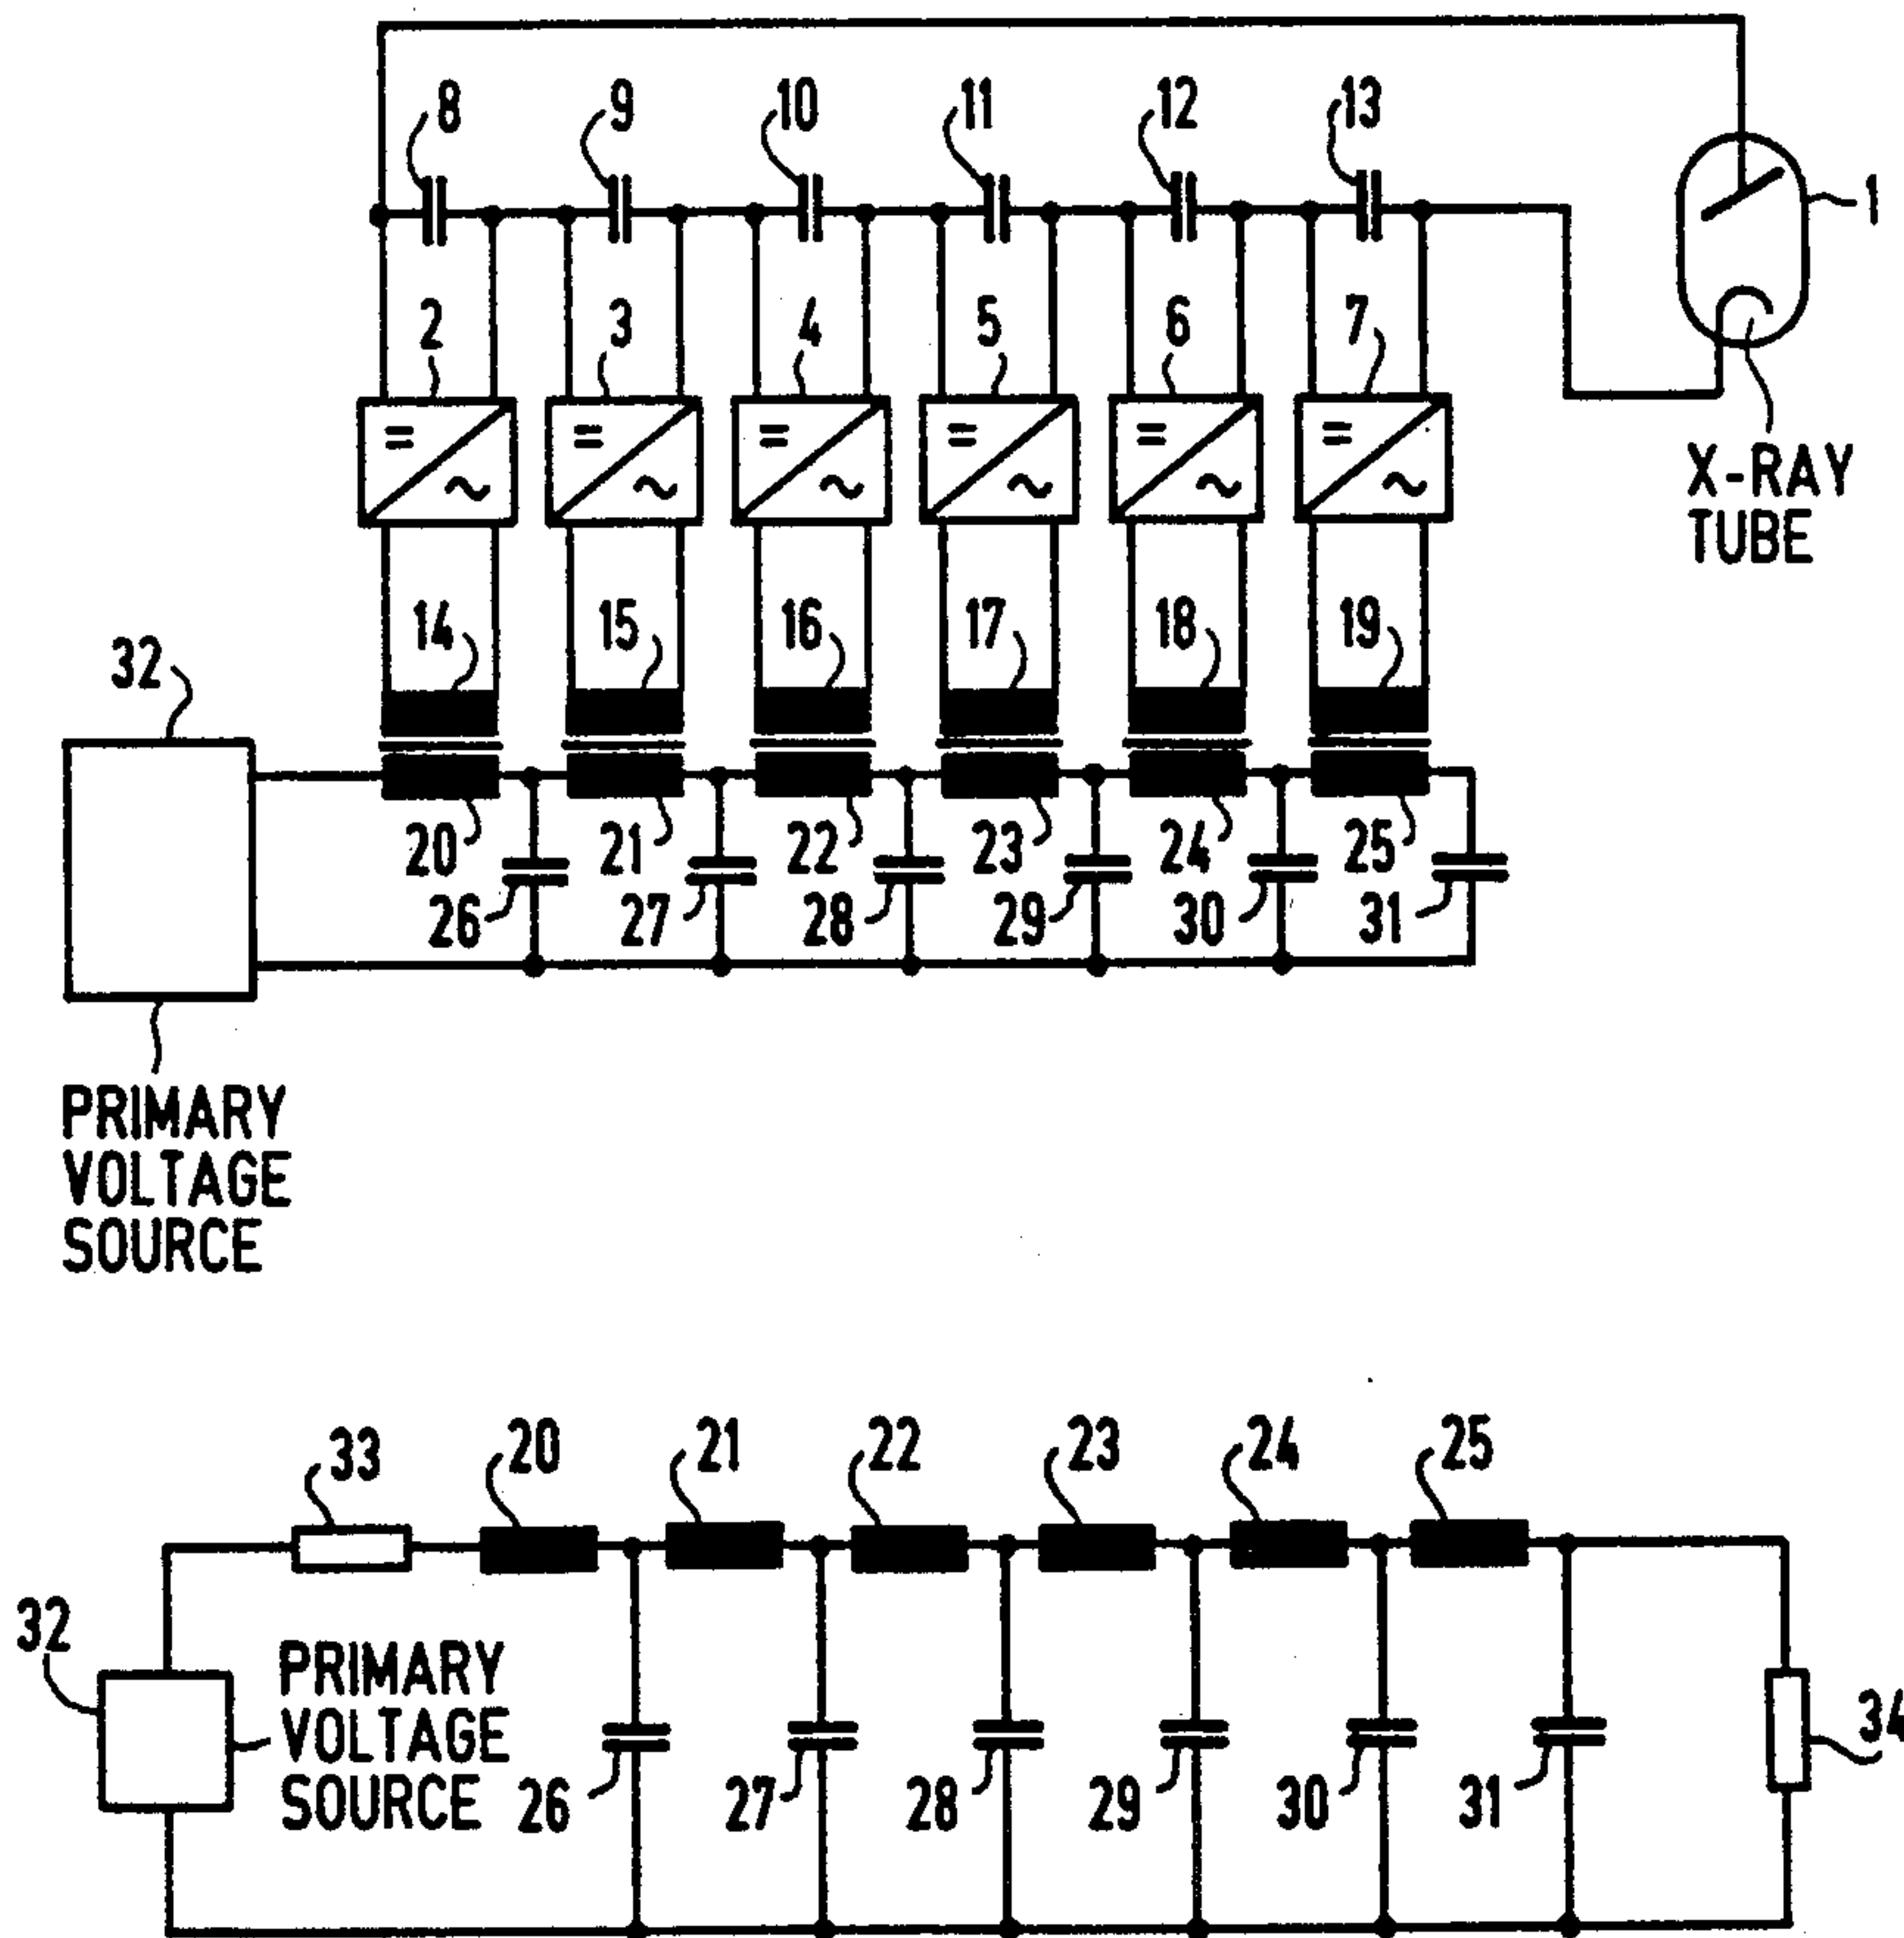 8 9 10 11 12 13
1
2 3 4 5 6 7
= = = = = =
~ ~ ~ ~ ~ ~
X-RAY
TUBE
14 15 16 17 18 19
32
20 21 22 23 24 25
26 27 28 29 30 31
PRIMARY
VOLTAGE
SOURCE
33 20 21 22 23 24 25
32
PRIMARY
VOLTAGE
SOURCE
34
26 27 28 29 30 31